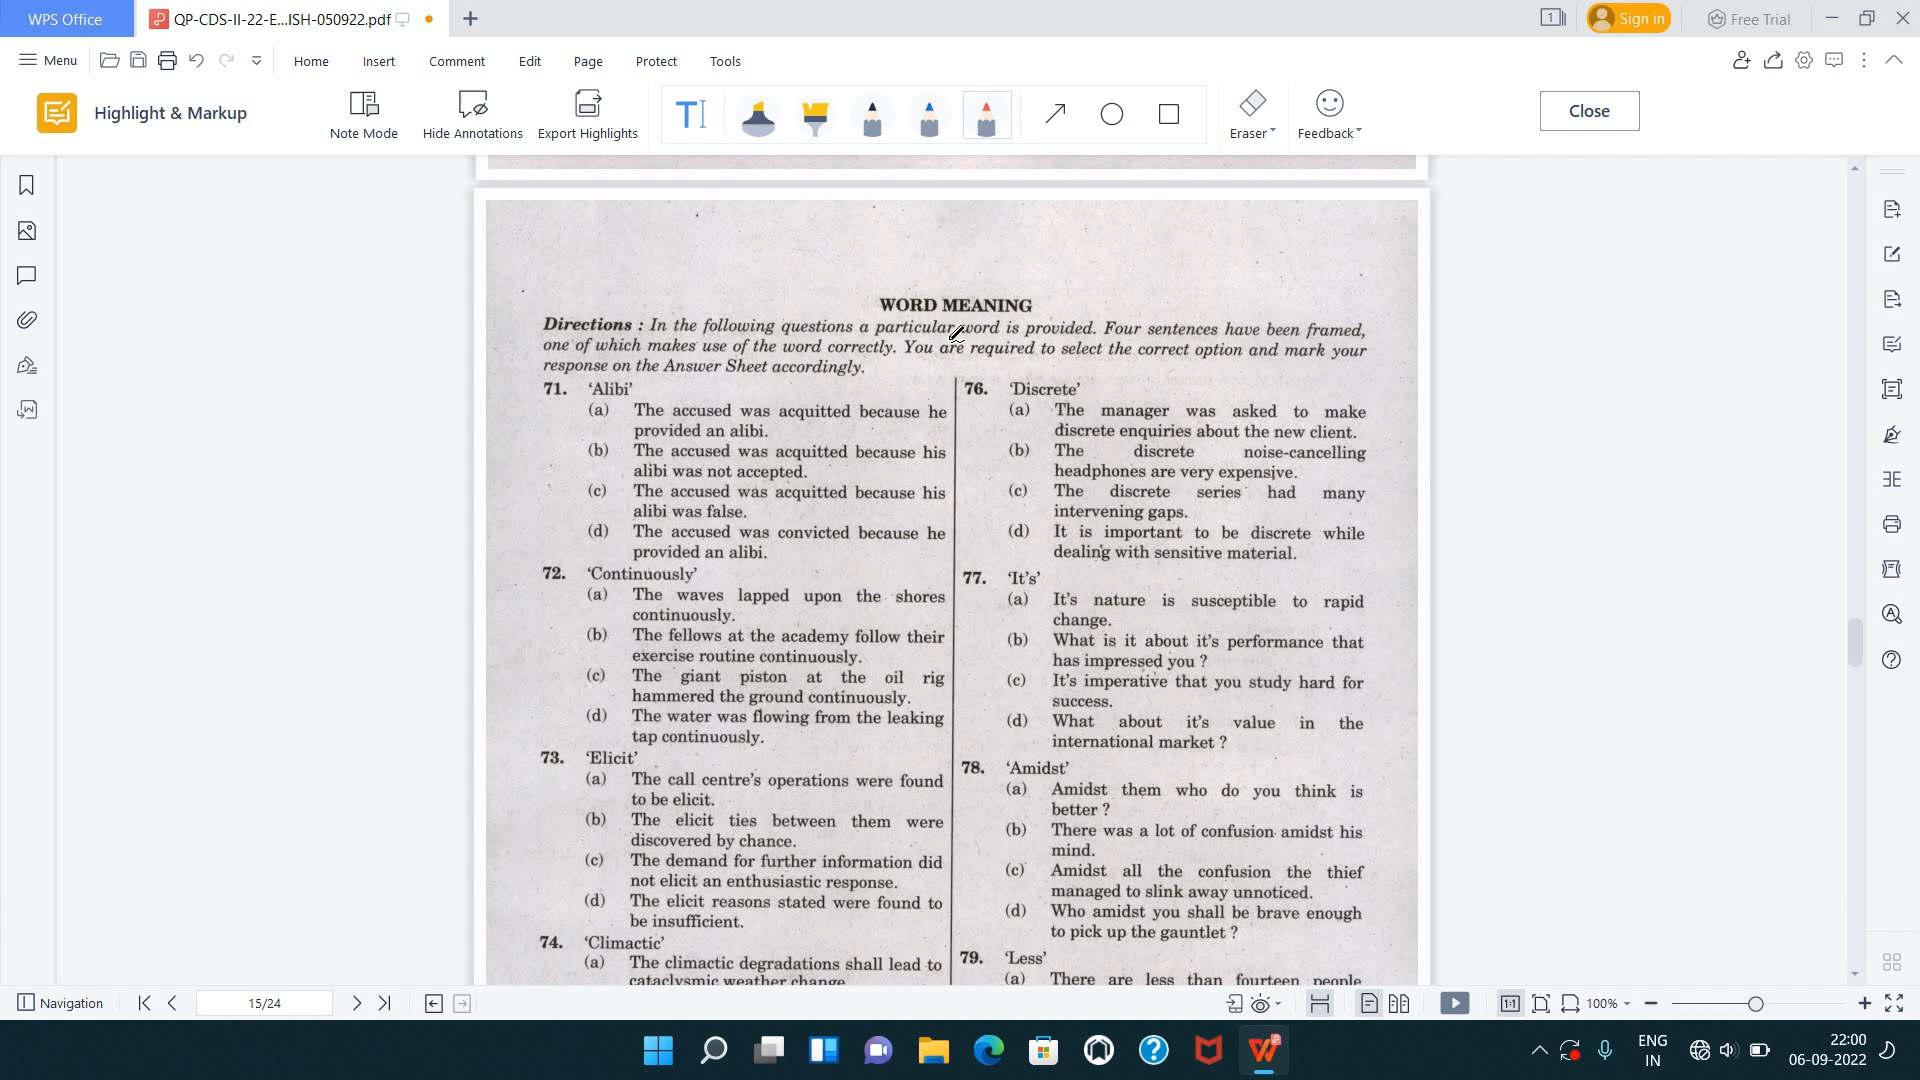 WPS Office
QP-CDS-II-22-E...ISH-050922.pdf
1
Sign in
Free Trial
Menu
Home
Insert
Comment
Edit
Page
Protect
Tools
Highlight & Markup
Note Mode
Hide Annotations
Export Highlights
Eraser
Feedback
Close
WORD MEANING
Directions : In the following questions a particular word is provided. Four sentences have been framed,
one of which makes use of the word correctly. You are required to select the correct option and mark your
response on the Answer Sheet accordingly.
71. 'Alibi'
(a) The accused was acquitted because he
provided an alibi.
(b) The accused was acquitted because his
alibi was not accepted.
(c) The accused was acquitted because his
alibi was false.
(d) The accused was convicted because he
provided an alibi.
72. 'Continuously'
(a) The waves lapped upon the shores
continuously.
(b) The fellows at the academy follow their
exercise routine continuously.
(c) The giant piston at the oil rig
hammered the ground continuously.
(d) The water was flowing from the leaking
tap continuously.
73. 'Elicit'
(a) The call centre's operations were found
to be elicit.
(b) The elicit ties between them were
discovered by chance.
(c) The demand for further information did
not elicit an enthusiastic response.
(d) The elicit reasons stated were found to
be insufficient.
74. 'Climactic'
(a) The climactic degradations shall lead to
cataclysmic weather change.
76. 'Discrete'
(a) The manager was asked to make
discrete enquiries about the new client.
(b) The discrete noise-cancelling
headphones are very expensive.
(c) The discrete series had many
intervening gaps.
(d) It is important to be discrete while
dealing with sensitive material.
77. 'It's'
(a) It's nature is susceptible to rapid
change.
(b) What is it about it's performance that
has impressed you ?
(c) It's imperative that you study hard for
success.
(d) What about it's value in the
international market ?
78. 'Amidst'
(a) Amidst them who do you think is
better ?
(b) There was a lot of confusion amidst his
mind.
(c) Amidst all the confusion the thief
managed to slink away unnoticed.
(d) Who amidst you shall be brave enough
to pick up the gauntlet ?
79. 'Less'
(a) There are less than fourteen people
Navigation
15/24
1:1
100%
ENG
IN
22:00
06-09-2022